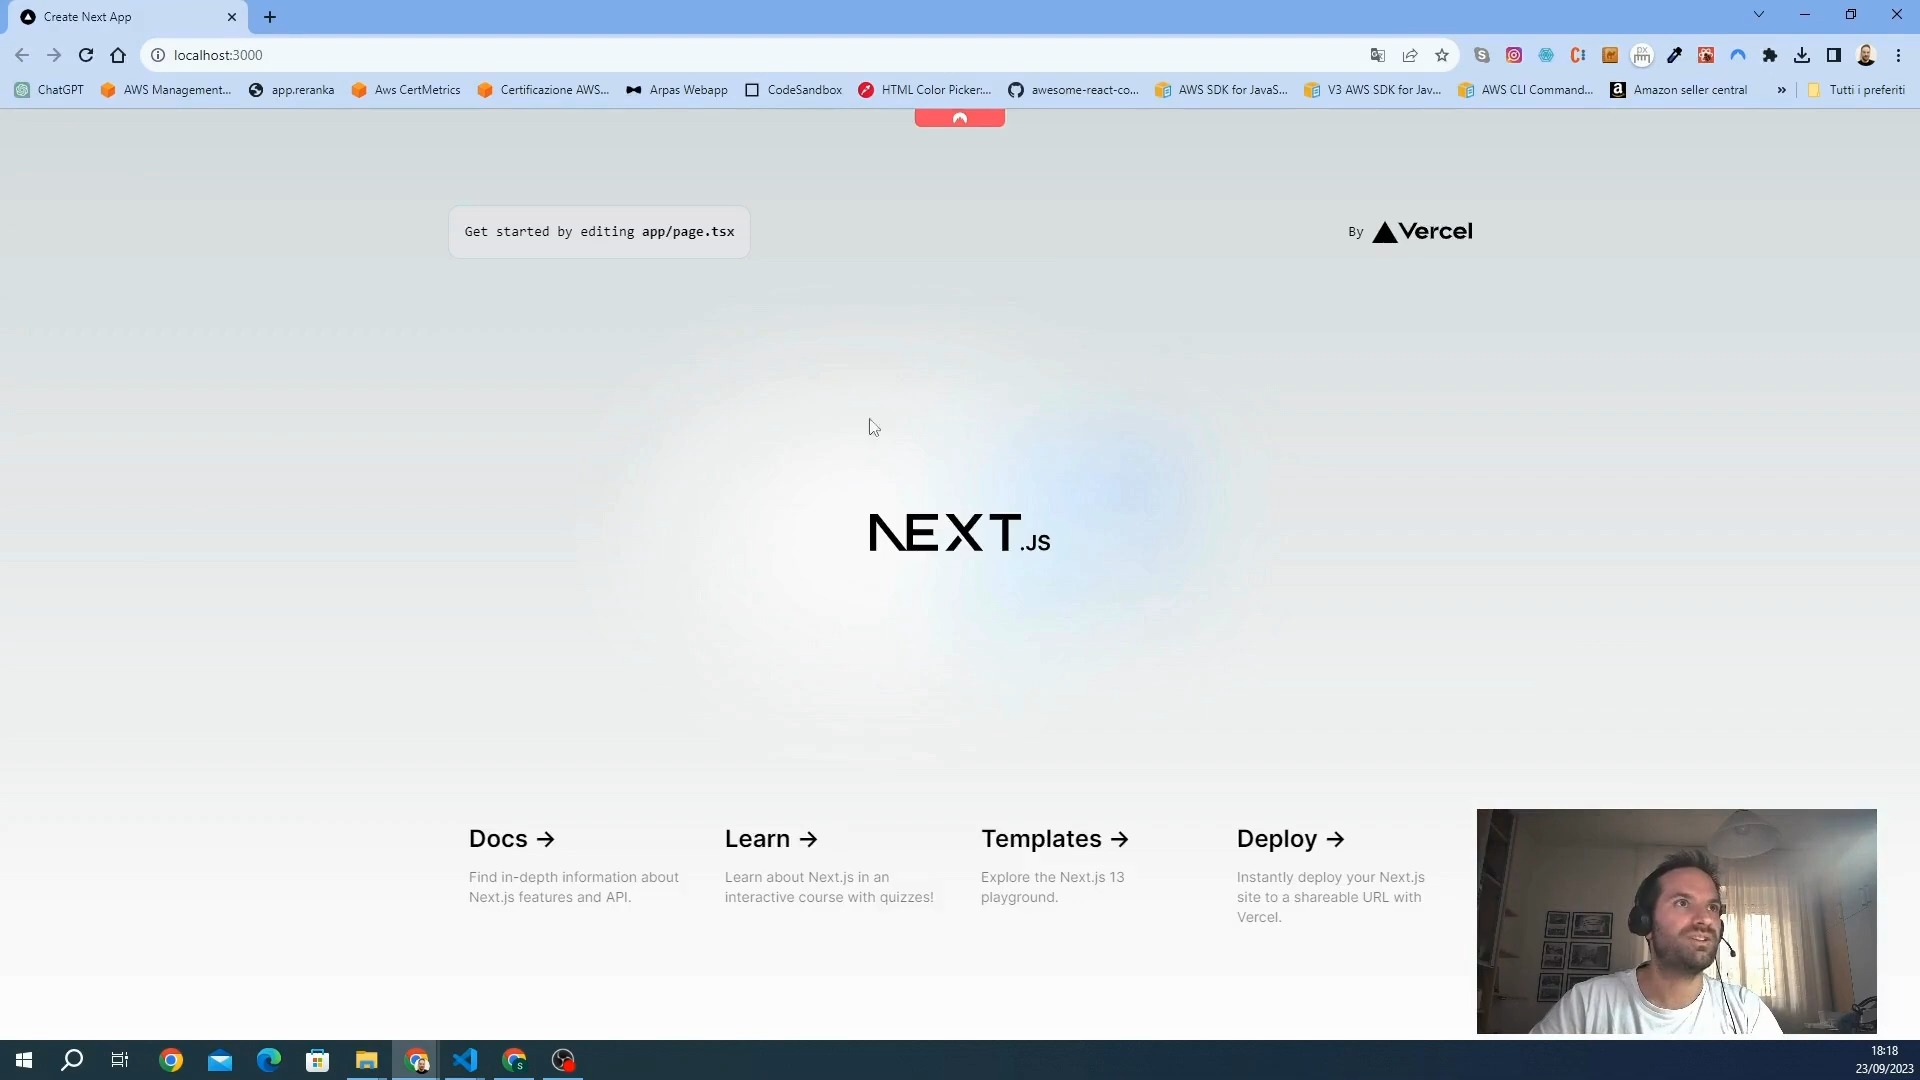 Create Next App
localhost:3000
ChatGPT
AWS Management...
app.reranka
Aws CertMetrics
Certificazione AWS...
Arpas Webapp
CodeSandbox
HTML Color Picker:...
awesome-react-co...
AWS SDK for JavaS...
V3 AWS SDK for Jav...
AWS CLI Command...
Amazon seller central
»
Tutti i preferiti
Get started by editing app/page.tsx
By Vercel
NEXT.JS
Docs →
Find in-depth information about
Next.js features and API.
Learn →
Learn about Next.js in an
interactive course with quizzes!
Templates →
Explore the Next.js 13
playground.
Deploy →
Instantly deploy your Next.js
site to a shareable URL with
Vercel.
18:18
23/09/2023